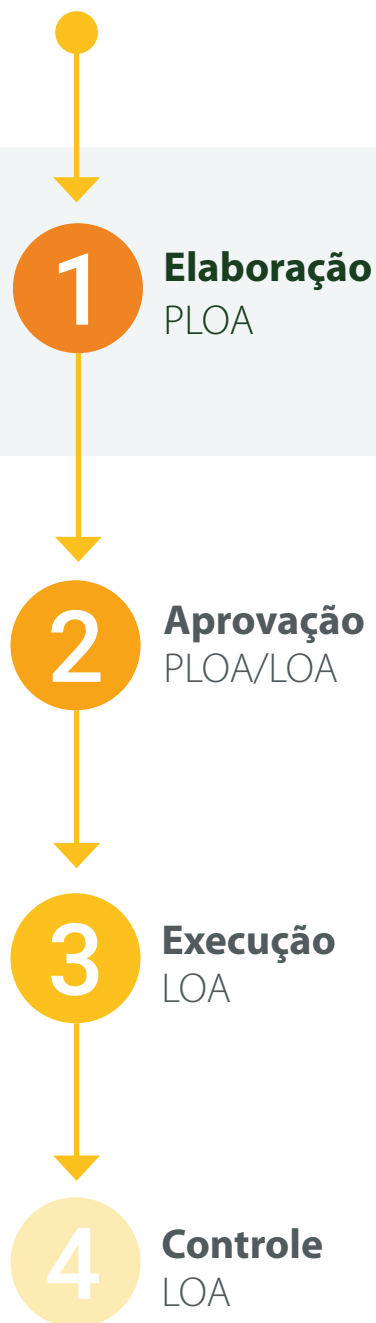 1
Elaboração
PLOA
2
Aprovação
PLOA/LOA
3
Execução
LOA
4
Controle
LOA